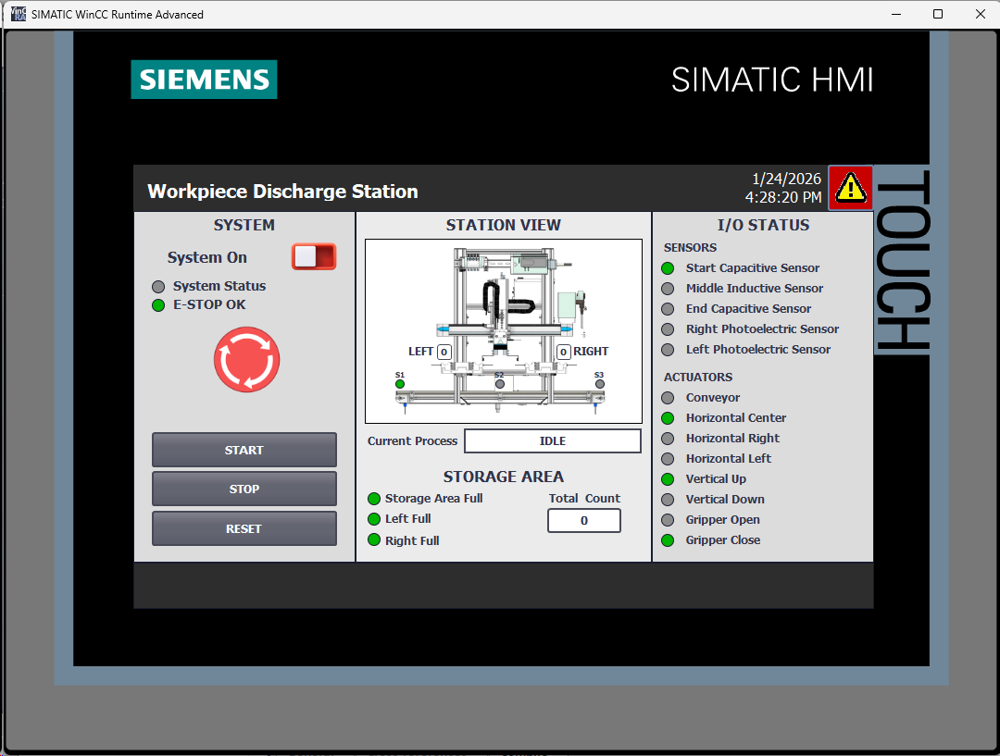 SIMATIC WinCC Runtime Advanced
SIEMENS
SIMATIC HMI
TOUCH
Workpiece Discharge Station
1/24/2026
4:28:20 PM
SYSTEM
System On
System Status
E-STOP OK
START
STOP
RESET
STATION VIEW
LEFT 0
0 RIGHT
S1
S2
S3
Current Process IDLE
STORAGE AREA
Storage Area Full
Left Full
Right Full
Total Count
0
I/O STATUS
SENSORS
Start Capacitive Sensor
Middle Inductive Sensor
End Capacitive Sensor
Right Photoelectric Sensor
Left Photoelectric Sensor
ACTUATORS
Conveyor
Horizontal Center
Horizontal Right
Horizontal Left
Vertical Up
Vertical Down
Gripper Open
Gripper Close